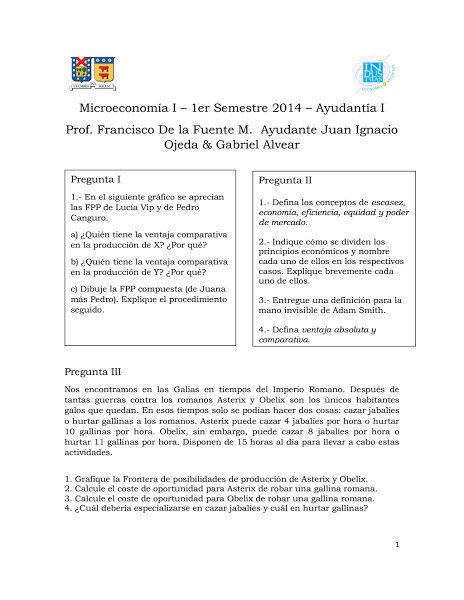 EX UMBRA
SOLEM
Microeconomía I – 1er Semestre 2014 – Ayudantía I
Prof. Francisco De la Fuente M. Ayudante Juan Ignacio
Ojeda & Gabriel Alvear
Pregunta I
1.- En el siguiente gráfico se aprecian
las FPP de Lucía Vip y de Pedro
Canguro.
a) ¿Quién tiene la ventaja comparativa
en la producción de X? ¿Por qué?
b) ¿Quién tiene la ventaja comparativa
en la producción de Y? ¿Por qué?
c) Dibuje la FPP compuesta (de Juana
más Pedro). Explique el procedimiento
seguido.
Pregunta II
1.- Defina los conceptos de escasez,
economía, eficiencia, equidad y poder
de mercado.
2.- Indique cómo se dividen los
principios económicos y nombre
cada uno de ellos en los respectivos
casos. Explique brevemente cada
uno de ellos.
3.- Entregue una definición para la
mano invisible de Adam Smith.
4.- Defina ventaja absoluta y
comparativa.
Pregunta III
Nos encontramos en las Galias en tiempos del Imperio Romano. Después de
tantas guerras contra los romanos Asterix y Obelix son los únicos habitantes
galos que quedan. En esos tiempos solo se podían hacer dos cosas: cazar jabalíes
o hurtar gallinas a los romanos. Asterix puede cazar 4 jabalíes por hora o hurtar
10 gallinas por hora. Obelix, sin embargo, puede cazar 8 jabalíes por hora o
hurtar 11 gallinas por hora. Disponen de 15 horas al día para llevar a cabo estas
actividades.
1. Grafique la Frontera de posibilidades de producción de Asterix y Obelix.
2. Calcule el coste de oportunidad para Asterix de robar una gallina romana.
3. Calcule el coste de oportunidad para Obelix de robar una gallina romana.
4. ¿Cuál debería especializarse en cazar jabalíes y cuál en hurtar gallinas?
1